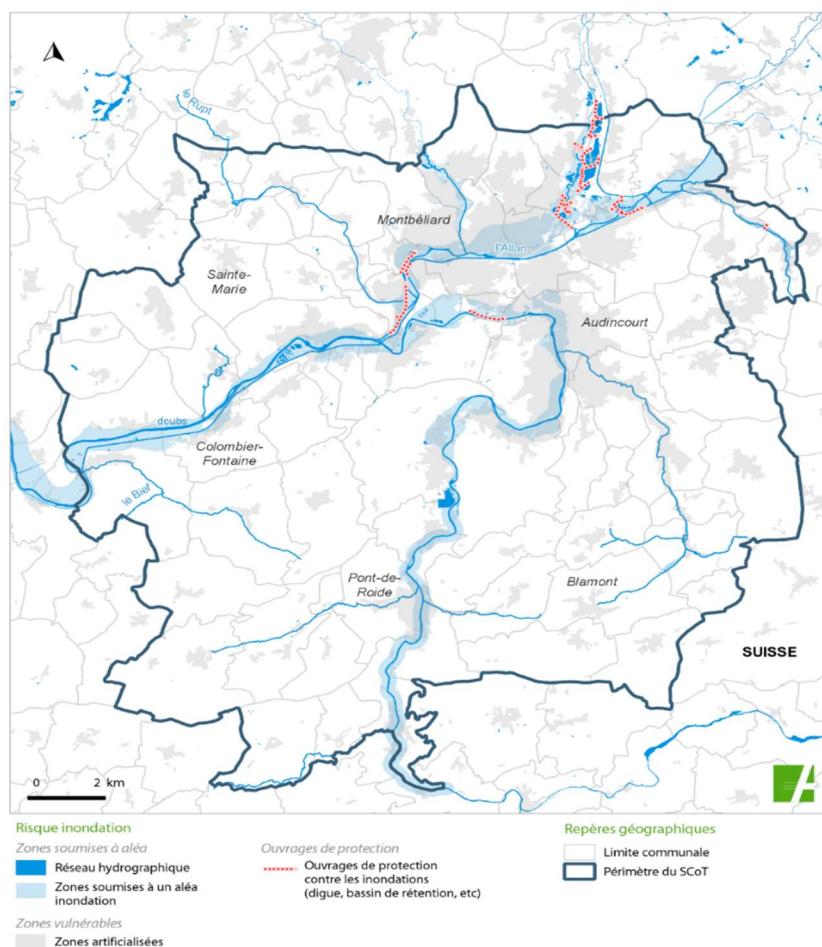 le Rupt
Montbéliard
l'Allan
Sainte-
Marie
Audincourt
doubs
Colombier-
Fontaine
le Bief
Pont-de-
Roide
Blamont
SUISSE
0 2 km
Risque inondation
Zones soumises à aléa
Réseau hydrographique
Zones soumises à un aléa
inondation
Zones vulnérables
Zones artificialisées
Ouvrages de protection
Ouvrages de protection
contre les inondations
(digue, bassin de rétention, etc)
Repères géographiques
Limite communale
Périmètre du SCoT